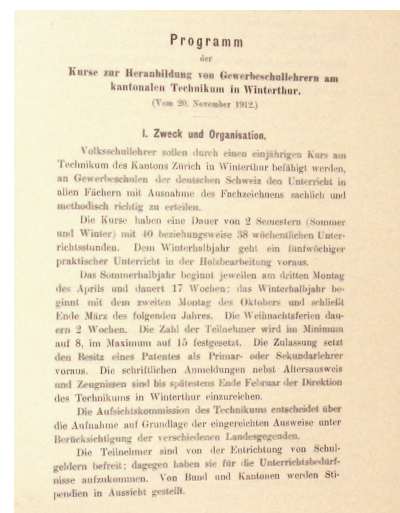 Programm
der
Kurse zur Heranbildung von Gewerbeschullehrern am
kantonalen Technikum in Winterthur.
(Vom 20. November 1912.)
I. Zweck und Organisation.
Volksschullehrer sollen durch einen einjährigen Kurs am
Technikum des Kantons Zürich in Winterthur befähigt werden,
an Gewerbeschulen der deutschen Schweiz den Unterricht in
allen Fächern mit Ausnahme des Fachzeichnens sachlich und
methodisch richtig zu erteilen.
Die Kurse haben eine Dauer von 2 Semestern (Sommer
und Winter) mit 40 beziehungsweise 38 wöchentlichen Unter-
richtsstunden. Dem Winterhalbjahr geht ein fünfwöchiger
praktischer Unterricht in der Holzbearbeitung voraus.
Das Sommerhalbjahr beginnt jeweilen am dritten Montag
des Aprils und dauert 17 Wochen; das Winterhalbjahr be-
ginnt mit dem zweiten Montag des Oktobers und schließt
Ende März des folgenden Jahres. Die Weihnachtsferien dau-
ern 2 Wochen. Die Zahl der Teilnehmer wird im Minimum
auf 8, im Maximum auf 15 festgesetzt. Die Zulassung setzt
den Besitz eines Patentes als Primar- oder Sekundarlehrer
voraus. Die schriftlichen Anmeldungen nebst Altersausweis
und Zeugnissen sind bis spätestens Ende Februar der Direktion
des Technikums in Winterthur einzureichen.
Die Aufsichtskommission des Technikums entscheidet über
die Aufnahme auf Grundlage der eingereichten Ausweise unter
Berücksichtigung der verschiedenen Landesgegenden.
Die Teilnehmer sind von der Entrichtung von Schul-
geldern befreit; dagegen haben sie für die Unterrichtsbedürf-
nisse aufzukommen. Von Bund und Kantonen werden Sti-
pendien in Aussicht gestellt.